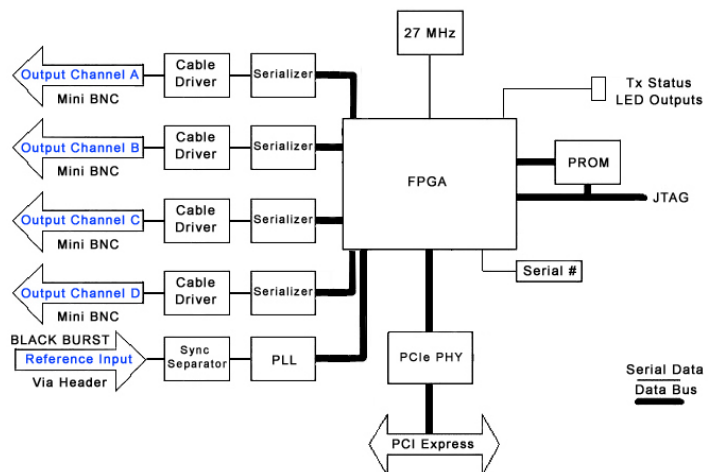 27 MHz
Output Channel A
Mini BNC
Cable
Driver
Serializer
Tx Status
LED Outputs
Output Channel B
Mini BNC
Cable
Driver
Serializer
FPGA
PROM
JTAG
Output Channel C
Mini BNC
Cable
Driver
Serializer
Output Channel D
Mini BNC
Cable
Driver
Serializer
Serial #
BLACK BURST
Reference Input
Via Header
Sync
Separator
PLL
PCIe PHY
Serial Data
Data Bus
PCI Express